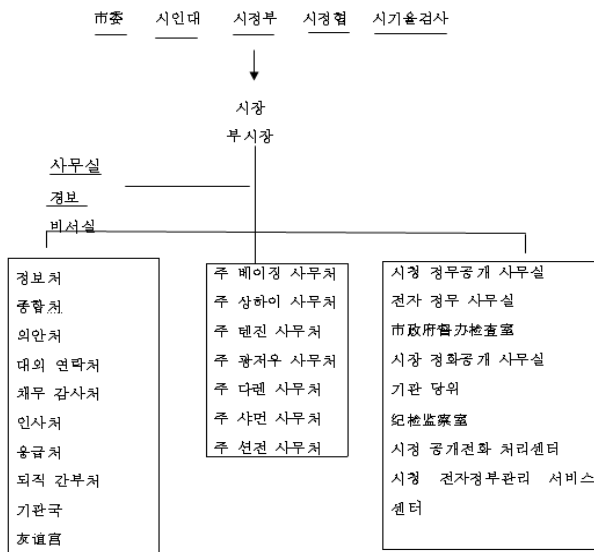 市委 시인대 시정부 시정협 시기율검사
시장
부시장
사무실
경보
비서실
정보처
종합처
의안처
대외 연락처
채무 감사처
인사처
응급처
퇴직 간부처
기관국
友谊宫
주 베이징 사무처
주 상하이 사무처
주 텐진 사무처
주 광저우 사무처
주 다렌 사무처
주 샤먼 사무처
주 션전 사무처
시청 정무공개 사무실
전자 정무 사무실
市政府督办检查室
시장 정화공개 사무실
기관 당위
纪检监察室
시정 공개전화 처리센터
시청 전자정부관리 서비스
센터